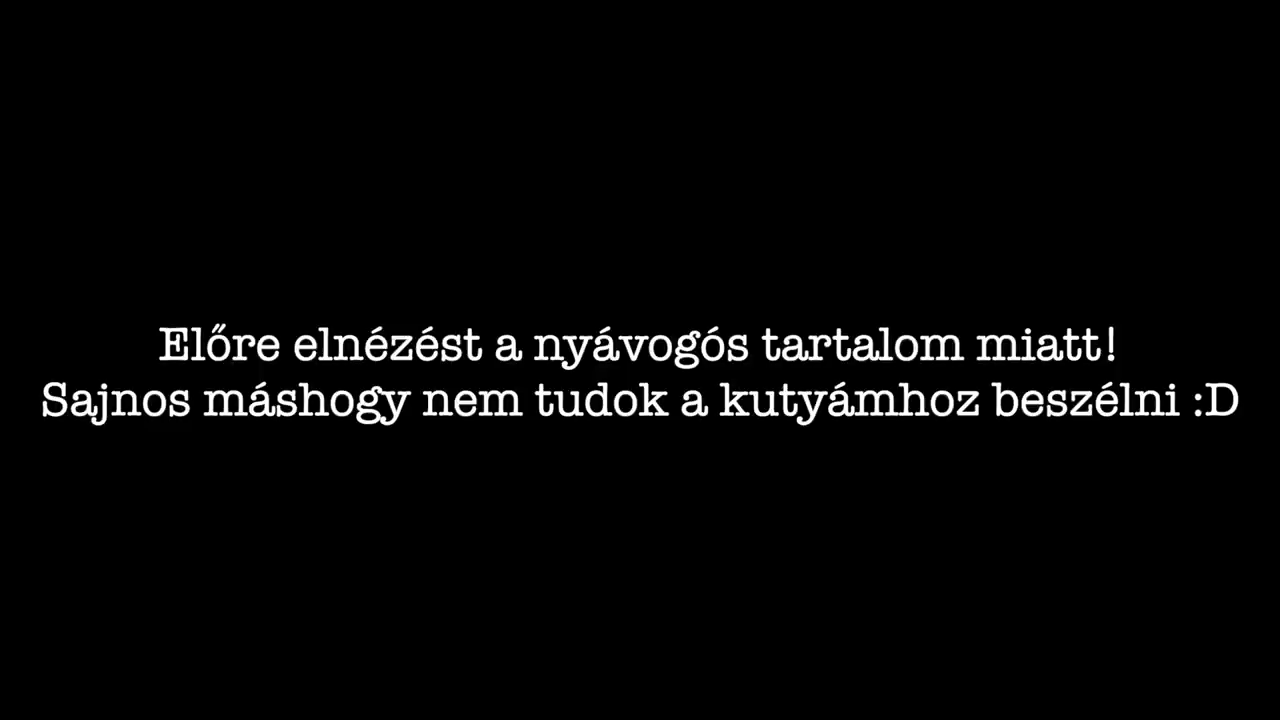 Előre elnézést a nyávogós tartalom miatt!
Sajnos máshogy nem tudok a kutyámhoz beszélni :D